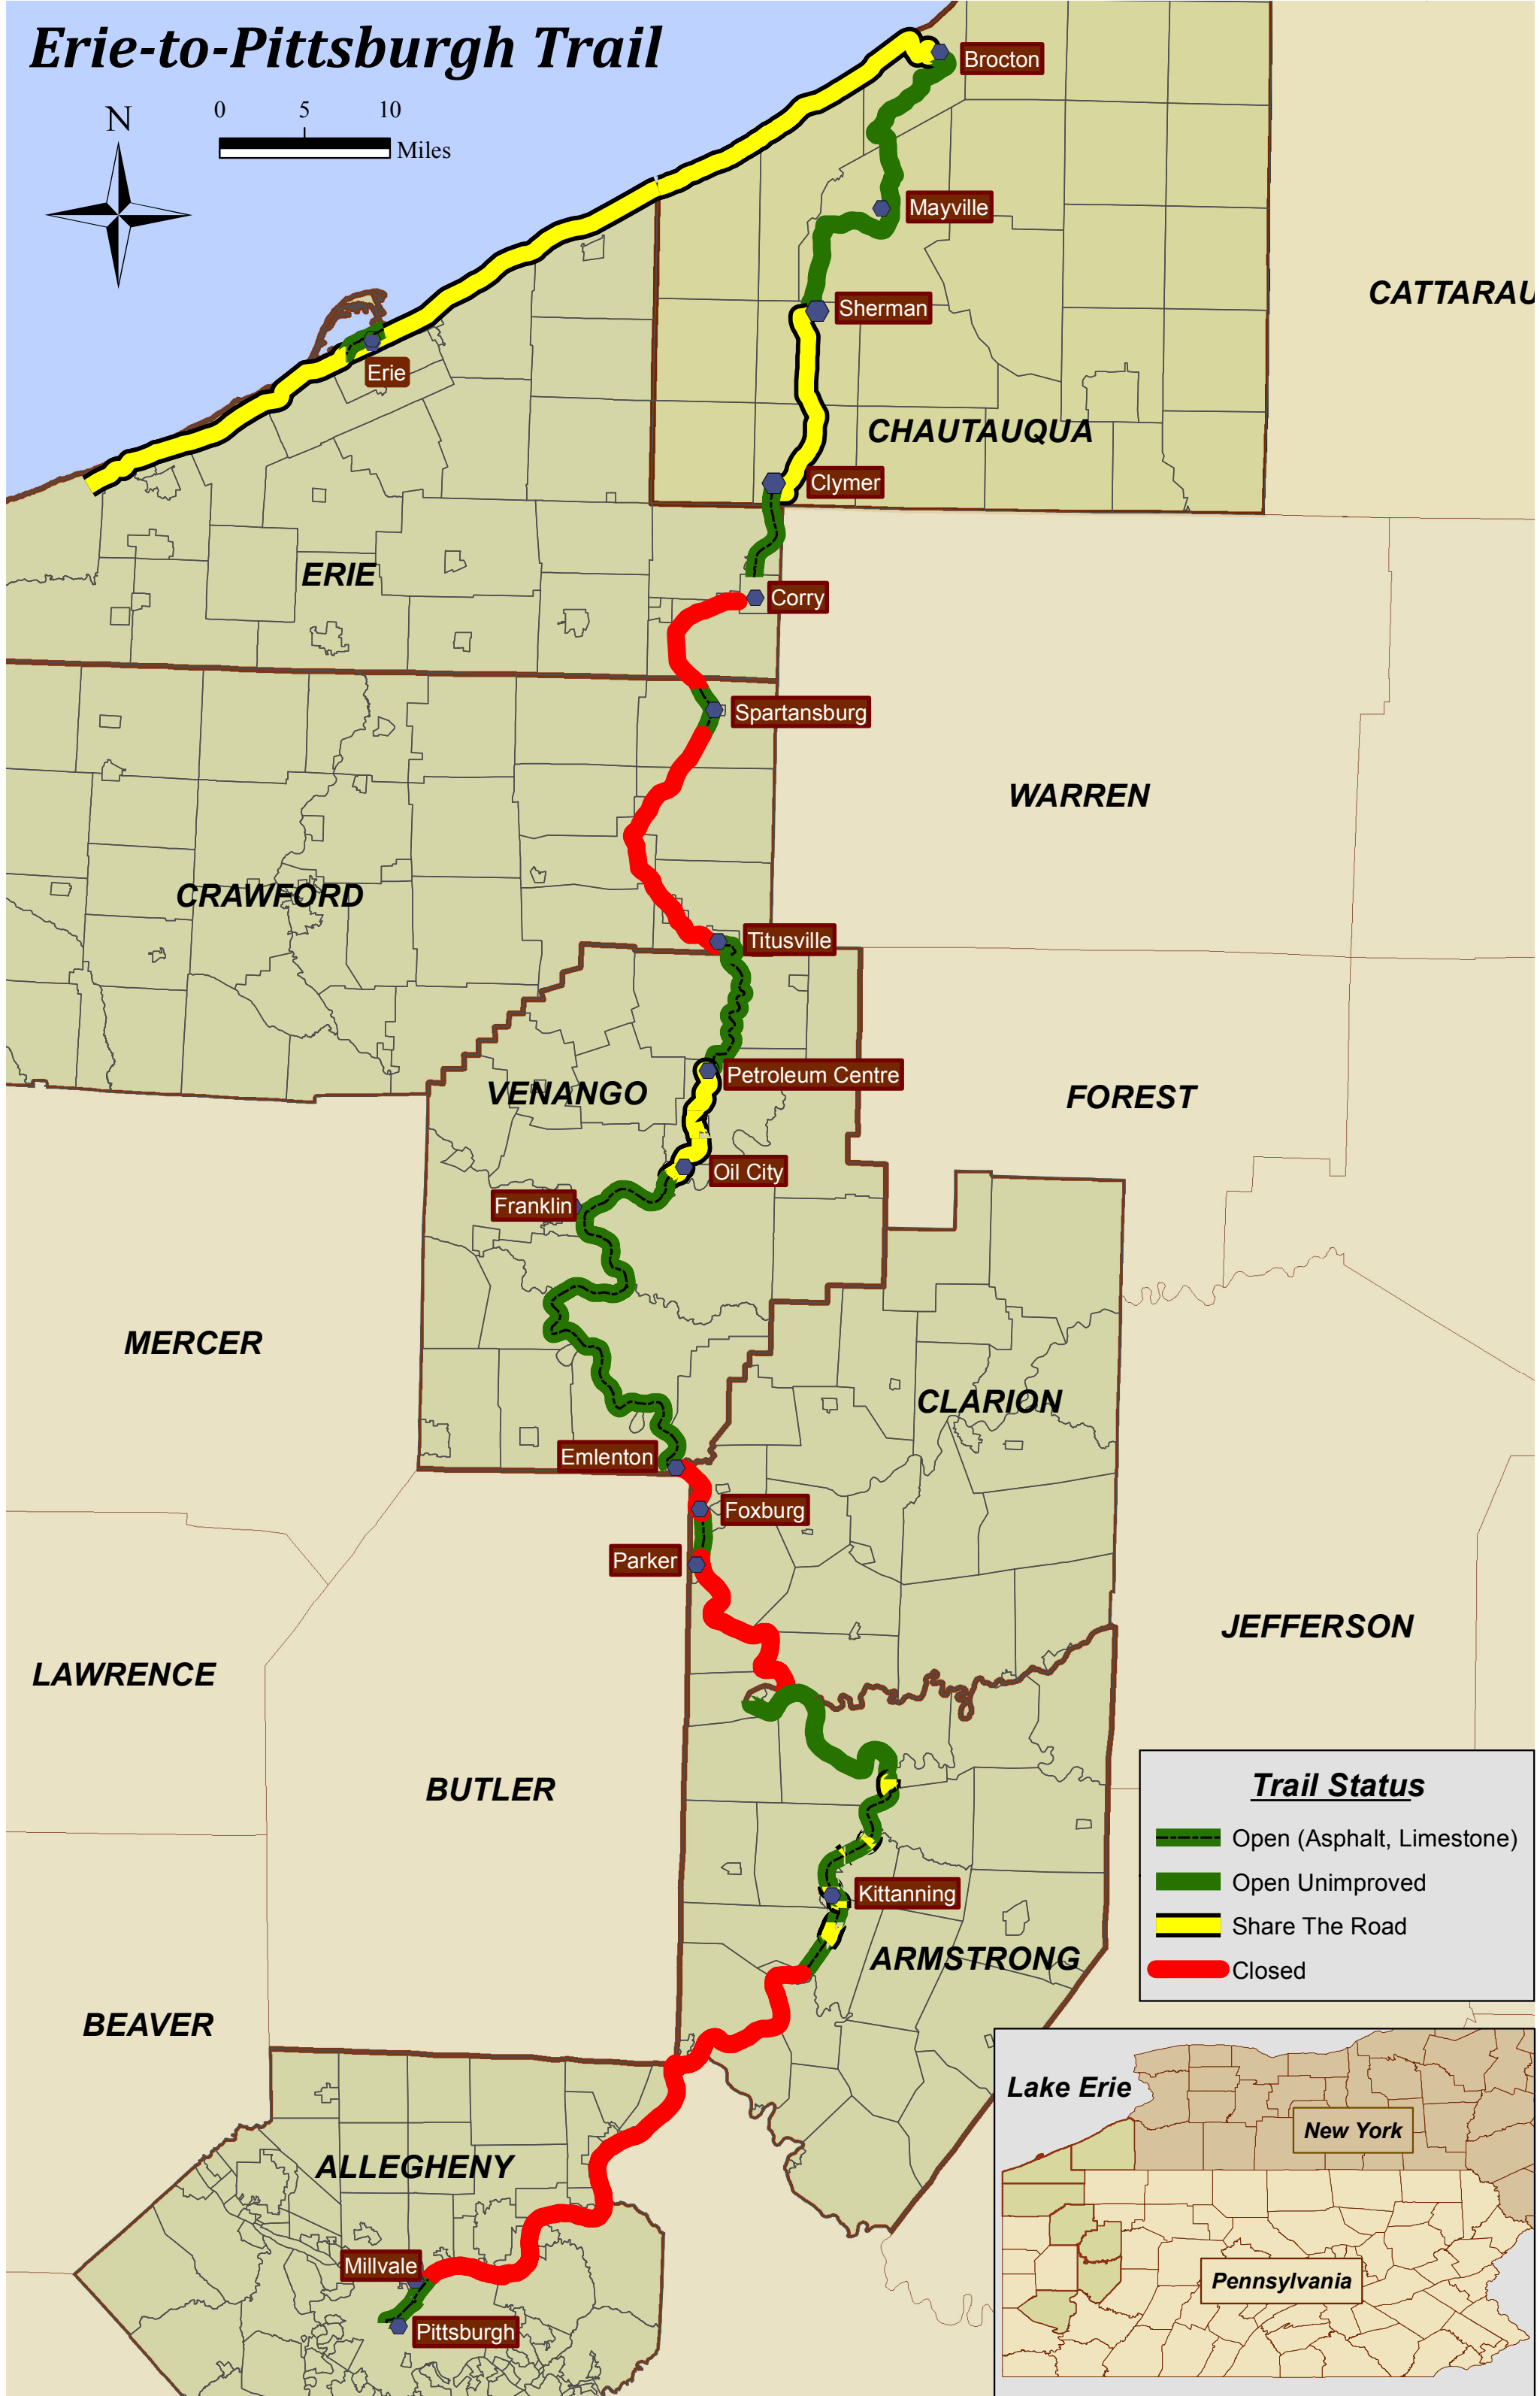 Erie-to-Pittsburgh Trail
N
0 5 10
Miles
Brocton
Mayville
CATTARAU
Sherman
Erie
CHAUTAUQUA
Clymer
ERIE
Corry
Spartansburg
WARREN
CRAWFORD
Titusville
Petroleum Centre
VENANGO
FOREST
Oil City
Franklin
MERCER
CLARION
Emlenton
Foxburg
Parker
JEFFERSON
LAWRENCE
BUTLER
Trail Status
Open (Asphalt, Limestone)
Open Unimproved
Share The Road
Closed
Kittanning
ARMSTRONG
BEAVER
Lake Erie
New York
ALLEGHENY
Millvale
Pennsylvania
Pittsburgh